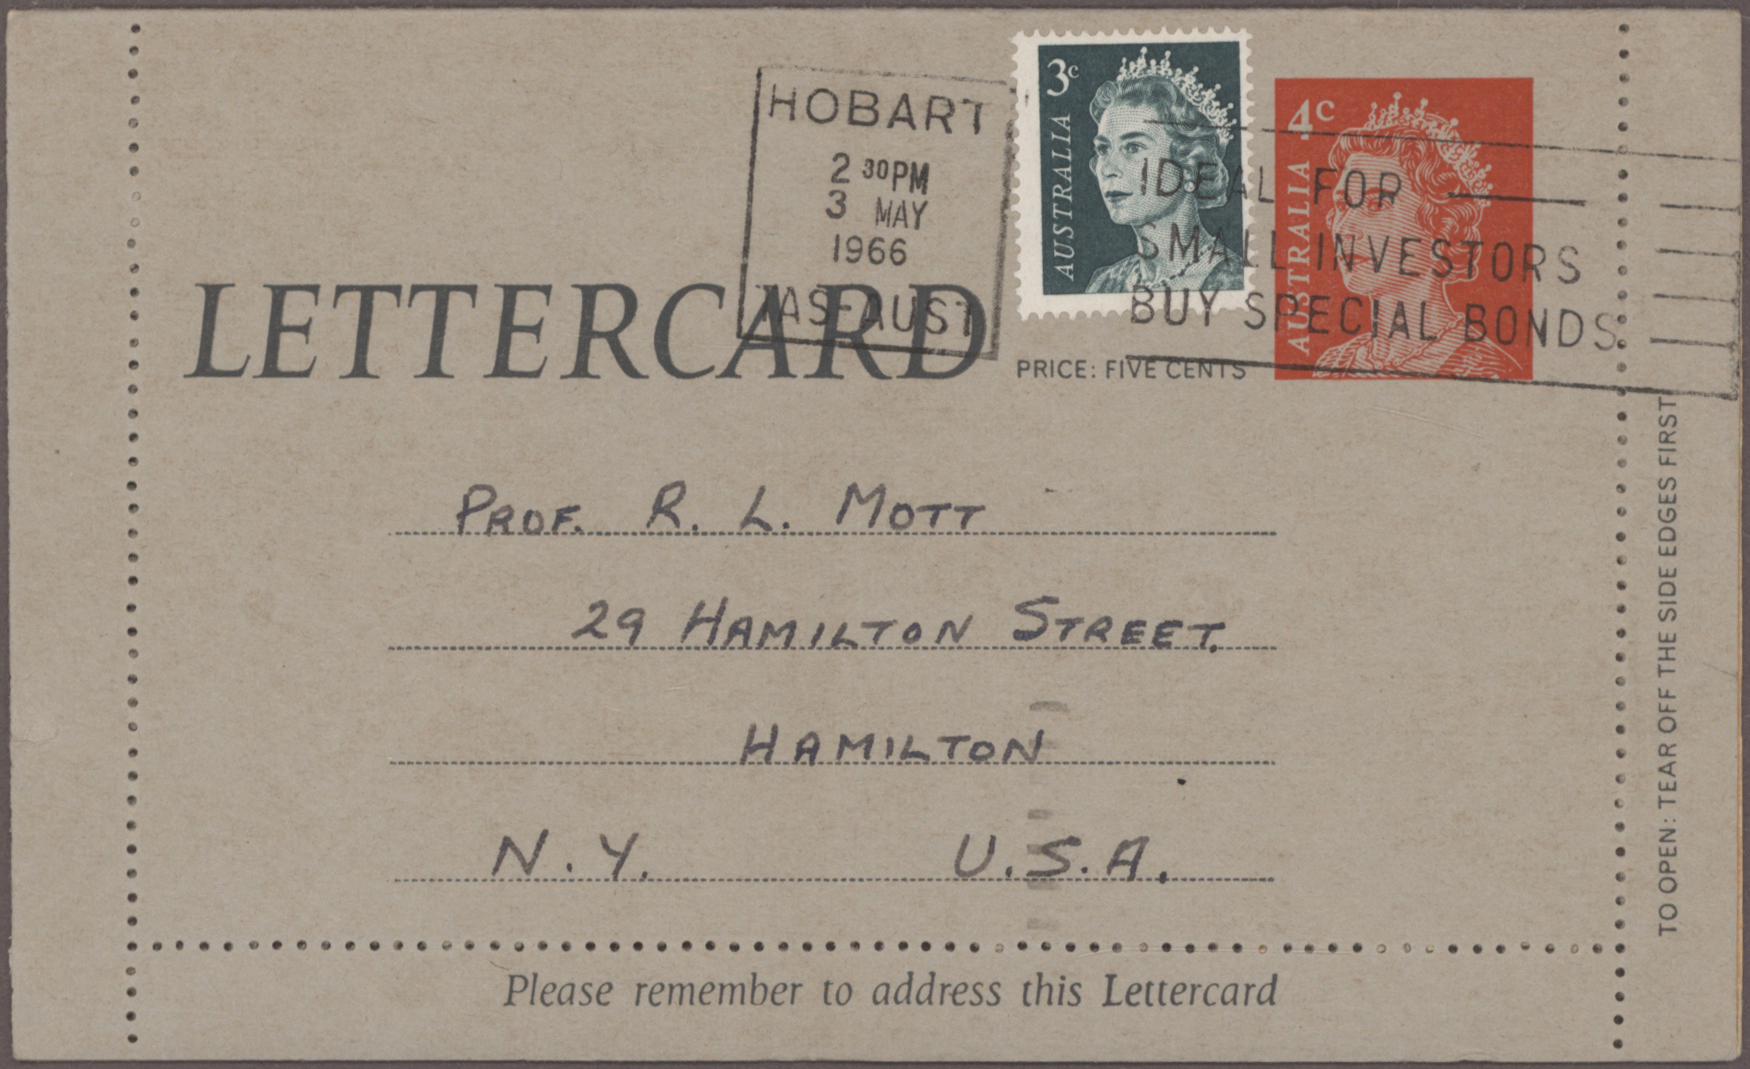 HOBART
2 30PM
3 MAY
1966
TAS-AUST
3c
AUSTRALIA
4c
AUSTRALIA
IDEAL FOR
SMALL INVESTORS
BUY SPECIAL BONDS
LETTERCARD
PRICE: FIVE CENTS
PROF. R. L. MOTT
29 HAMILTON STREET.
HAMILTON
N.Y. U.S.A.
Please remember to address this Lettercard
TO OPEN: TEAR OFF THE SIDE EDGES FIRST